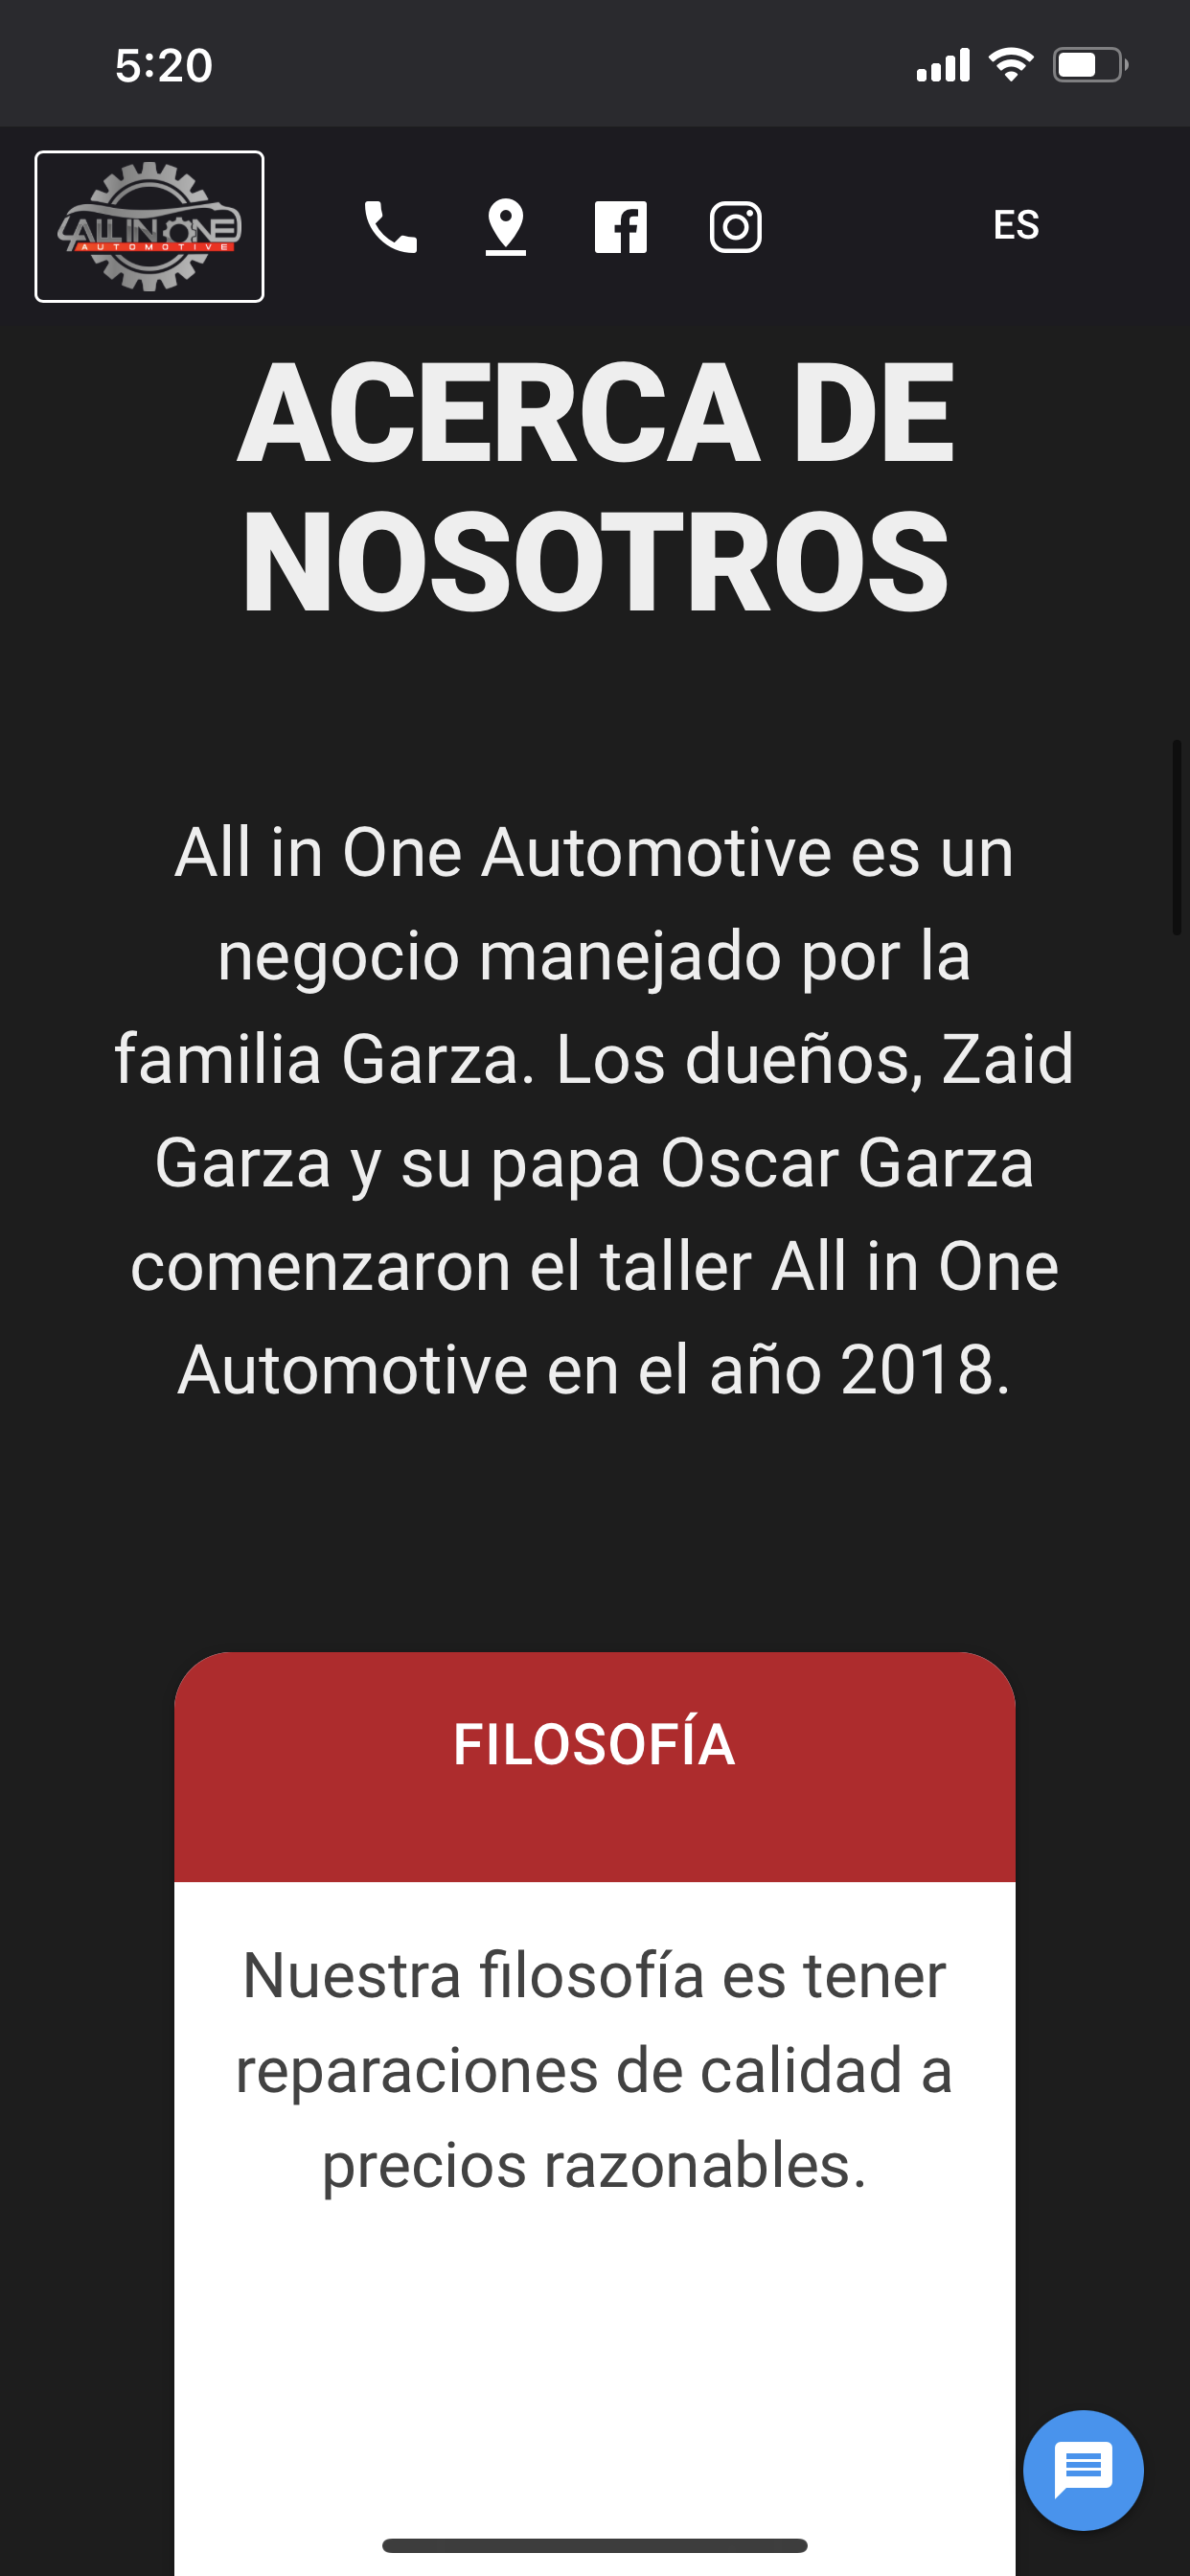 5:20
ALL IN ONE
AUTOMOTIVE
ES
ACERCA DE
NOSOTROS
All in One Automotive es un
negocio manejado por la
familia Garza. Los dueños, Zaid
Garza y su papa Oscar Garza
comenzaron el taller All in One
Automotive en el año 2018.
FILOSOFÍA
Nuestra filosofía es tener
reparaciones de calidad a
precios razonables.